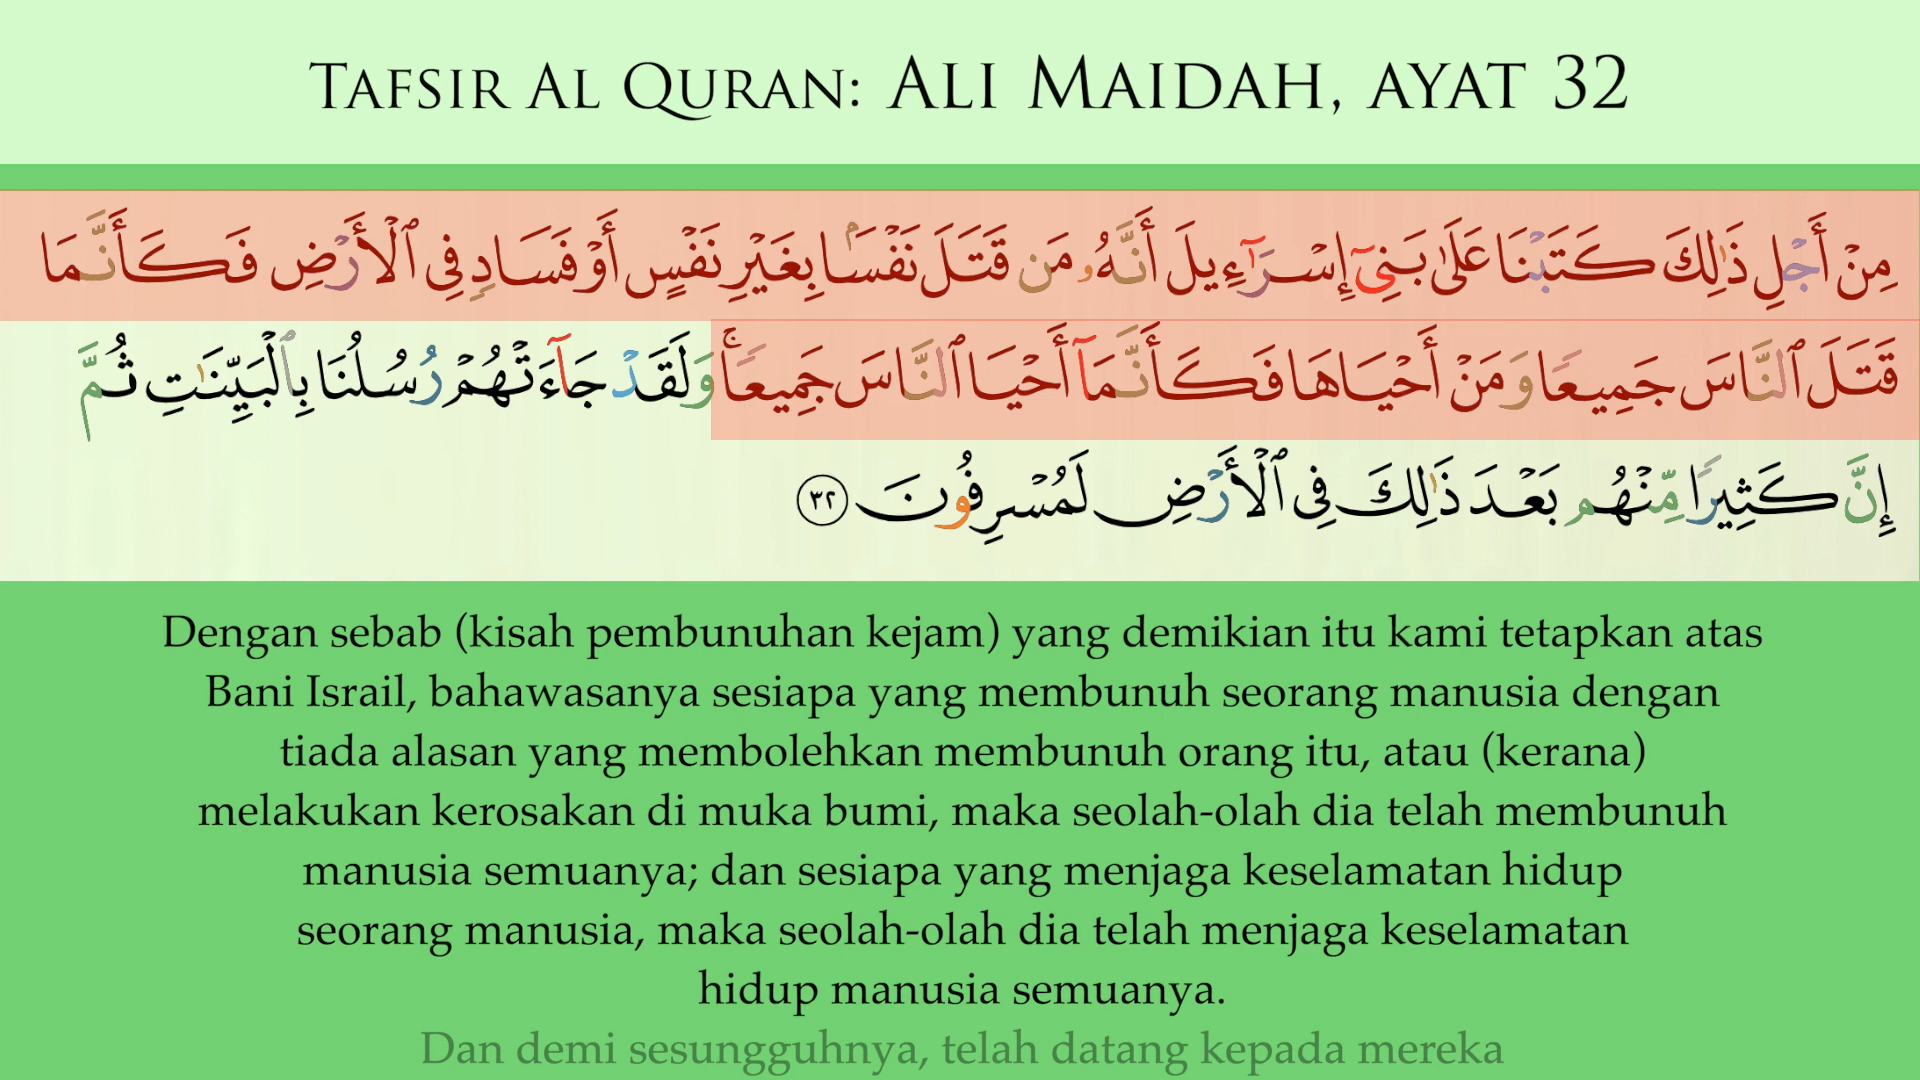 Tafsir Al Quran: Ali Maidah, ayat 32
مِنْ أَجْلِ ذَٰلِكَ كَتَبْنَا عَلَىٰ بَنِىٓ إِسْرَٰٓءِيلَ أَنَّهُۥ مَن قَتَلَ نَفْسًۢا بِغَيْرِ نَفْسٍ أَوْ فَسَادٍ فِى ٱلْأَرْضِ فَكَأَنَّمَا
قَتَلَ ٱلنَّاسَ جَمِيعًا وَمَنْ أَحْيَاهَا فَكَأَنَّمَآ أَحْيَا ٱلنَّاسَ جَمِيعًا ۚ وَلَقَدْ جَآءَتْهُمْ رُسُلُنَا بِٱلْبَيِّنَٰتِ ثُمَّ
إِنَّ كَثِيرًا مِّنْهُم بَعْدَ ذَٰلِكَ فِى ٱلْأَرْضِ لَمُسْرِفُونَ ٣٢
Dengan sebab (kisah pembunuhan kejam) yang demikian itu kami tetapkan atas
Bani Israil, bahawasanya sesiapa yang membunuh seorang manusia dengan
tiada alasan yang membolehkan membunuh orang itu, atau (kerana)
melakukan kerosakan di muka bumi, maka seolah-olah dia telah membunuh
manusia semuanya; dan sesiapa yang menjaga keselamatan hidup
seorang manusia, maka seolah-olah dia telah menjaga keselamatan
hidup manusia semuanya.
Dan demi sesungguhnya, telah datang kepada mereka